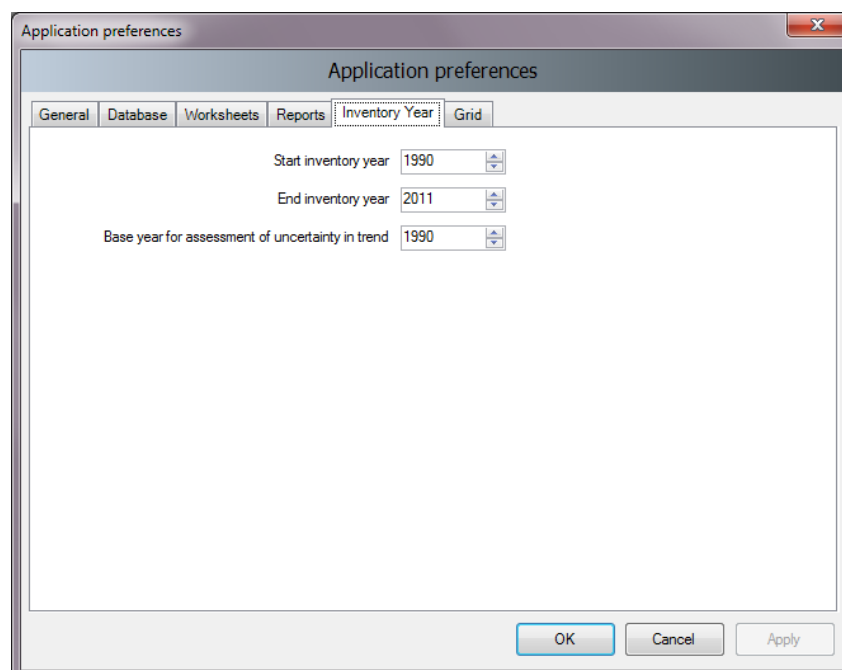 Application preferences
Application preferences
General Database Worksheets Reports Inventory Year Grid
Start inventory year 1990
End inventory year 2011
Base year for assessment of uncertainty in trend 1990
OK Cancel Apply